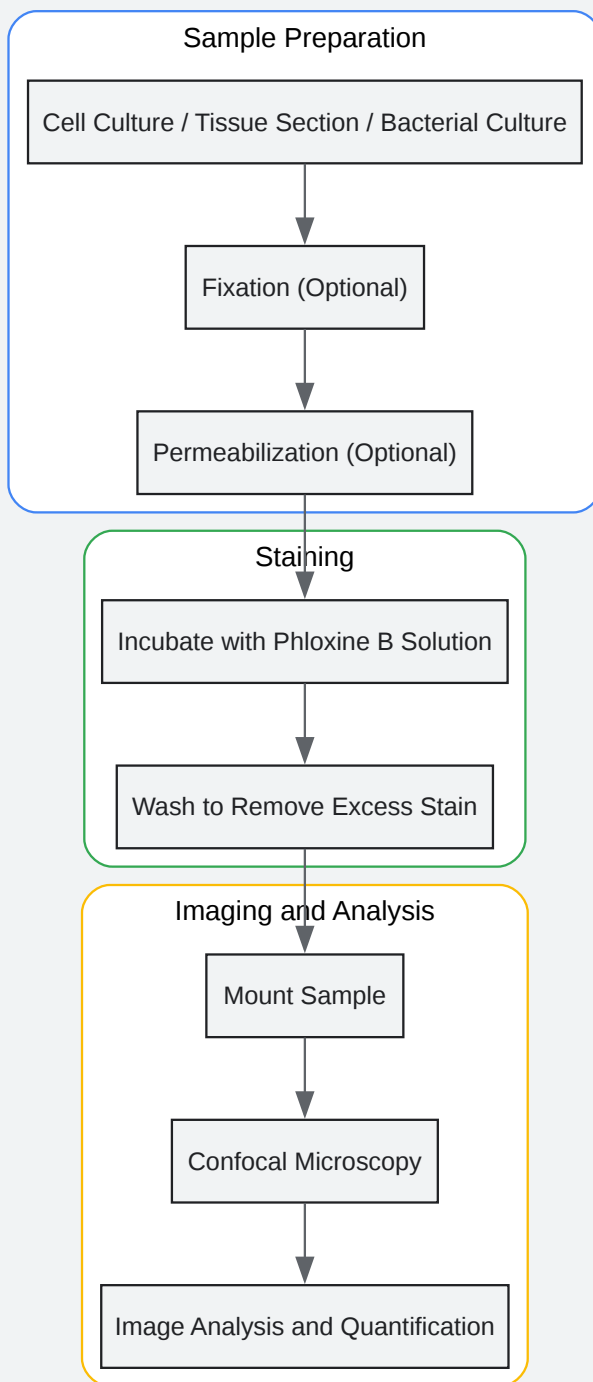 Sample Preparation
Cell Culture / Tissue Section / Bacterial Culture
Fixation (Optional)
Permeabilization (Optional)
Staining
Incubate with Phloxine B Solution
Wash to Remove Excess Stain
Imaging and Analysis
Mount Sample
Confocal Microscopy
Image Analysis and Quantification